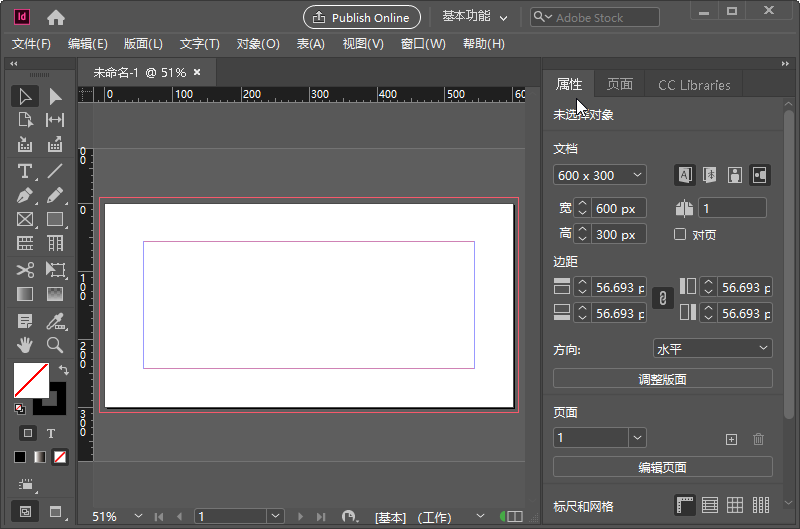 Id Publish Online 基本功能 Adobe Stock
文件(F) 编辑(E) 版面(L) 文字(T) 对象(O) 表(A) 视图(V) 窗口(W) 帮助(H)
未命名-1 @ 51% ×
属性 页面 CC Libraries
0 100 200 300 400 500 60
未选择对象
文档
600 x 300
宽 600 px 1
高 300 px 对页
边距
56.693 p 56.693 p
56.693 p 56.693 p
方向: 水平
调整版面
页面
1
编辑页面
标尺和网格
00
0
100
200
300
T
T
51% 1 [基本] (工作)